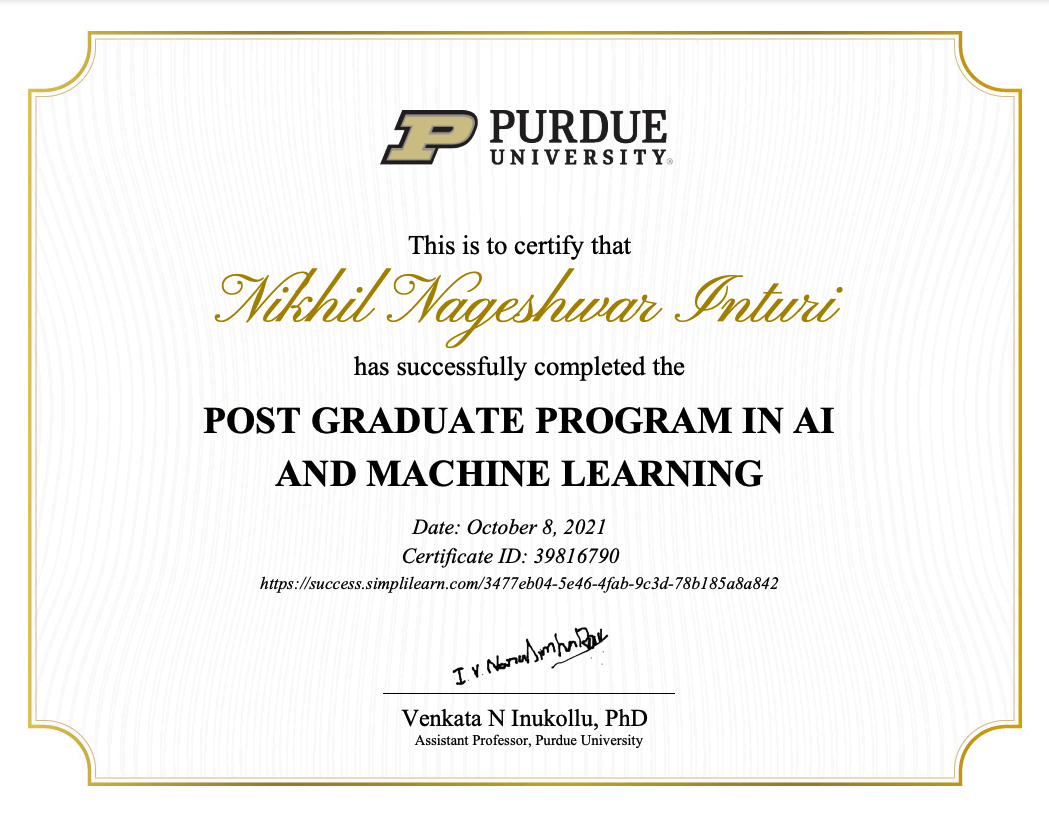 PURDUE
UNIVERSITY®
This is to certify that
Nikhil Nageshwar Inturi
has successfully completed the
POST GRADUATE PROGRAM IN AI
AND MACHINE LEARNING
Date: October 8, 2021
Certificate ID: 39816790
https://success.simplilearn.com/3477eb04-5e46-4fab-9c3d-78b185a8a842
I. V.
Venkata N Inukollu, PhD
Assistant Professor, Purdue University